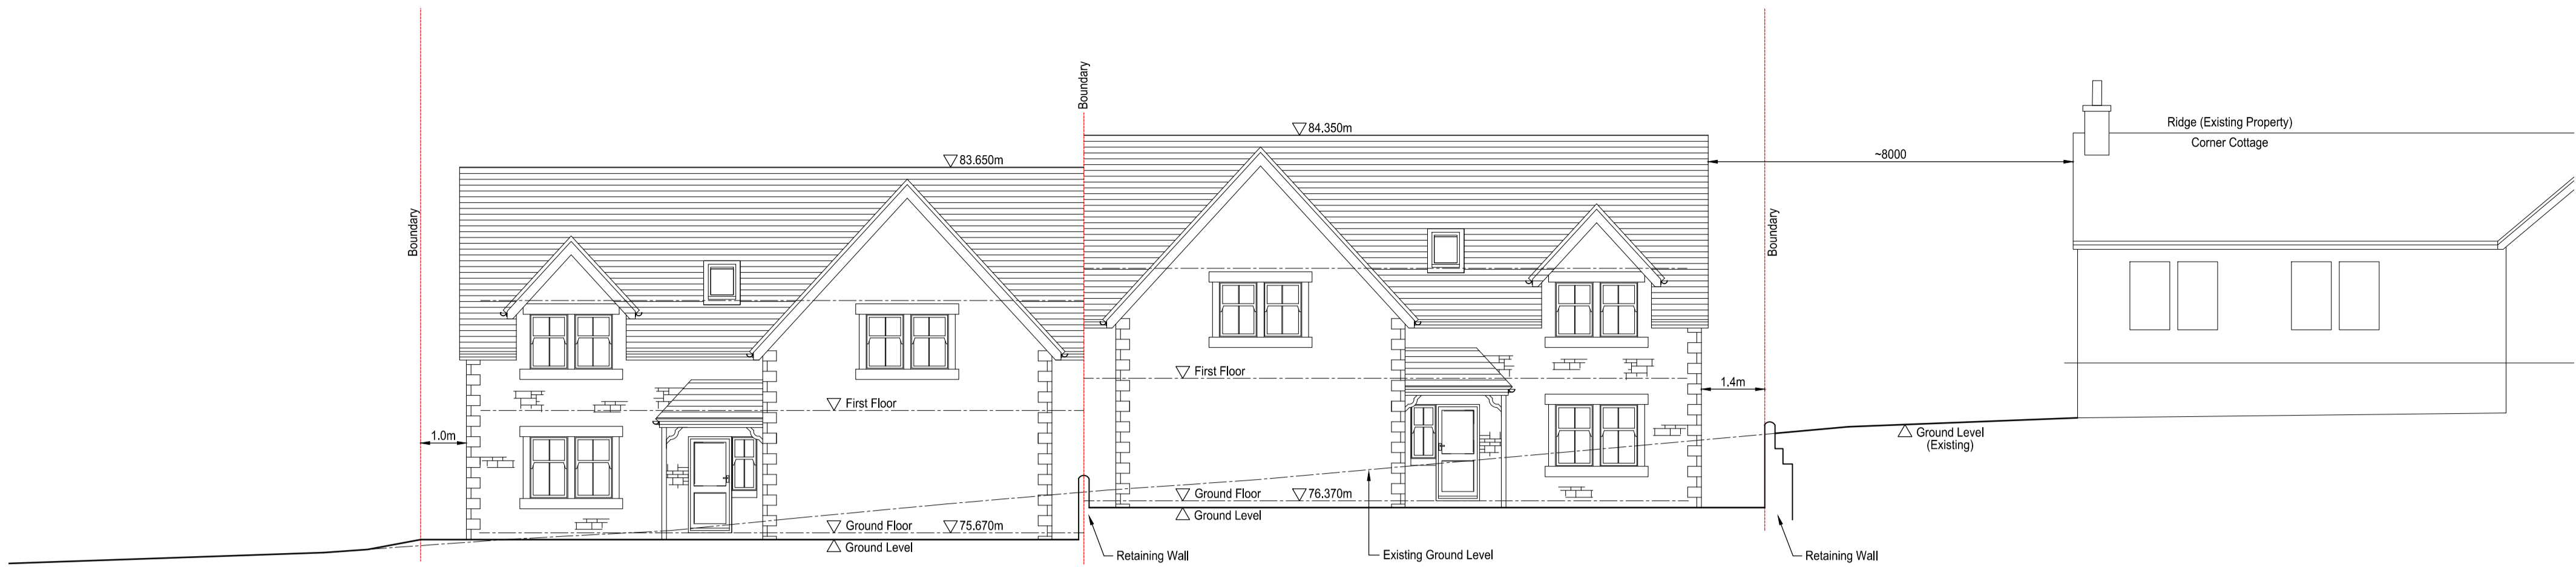 Boundary
83.650m
Boundary
84.350m
~8000
Ridge (Existing Property)
Corner Cottage
Boundary
First Floor
First Floor
1.4m
1.0m
Ground Level
(Existing)
Ground Floor
76.370m
Ground Level
Ground Floor
75.670m
Ground Level
Retaining Wall
Existing Ground Level
Retaining Wall